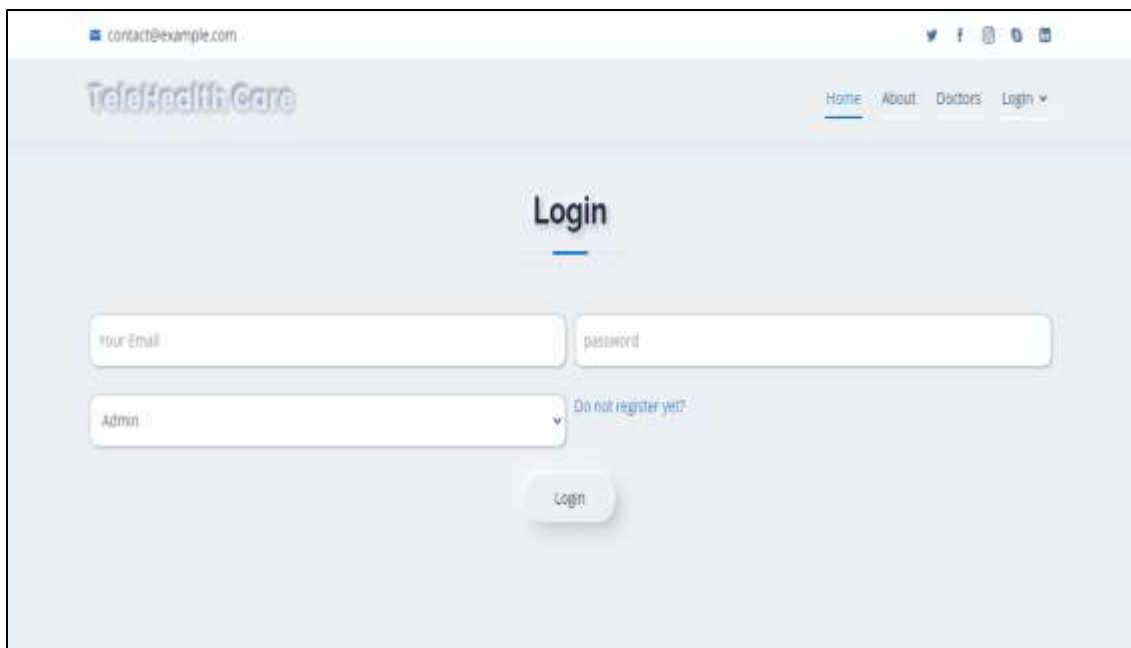 contact@example.com
TeleHealth Care
Home About Doctors Login
Login
Your Email password
Admin Do not register yet?
Login